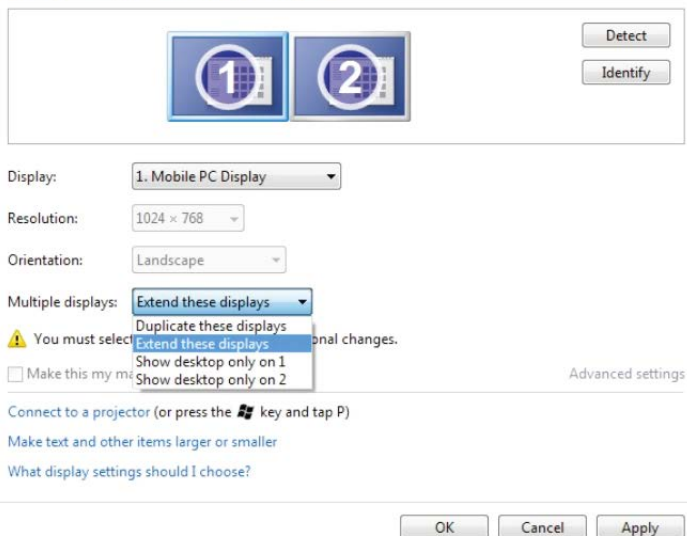 1
2
Detect
Identify
Display: 1. Mobile PC Display
Resolution: 1024 × 768
Orientation: Landscape
Multiple displays: Extend these displays
Duplicate these displays
You must select onal changes.
Extend these displays
Show desktop only on 1
Make this my Advanced settings
Show desktop only on 2
Connect to a projector (or press the key and tap P)
Make text and other items larger or smaller
What display settings should I choose?
OK Cancel Apply